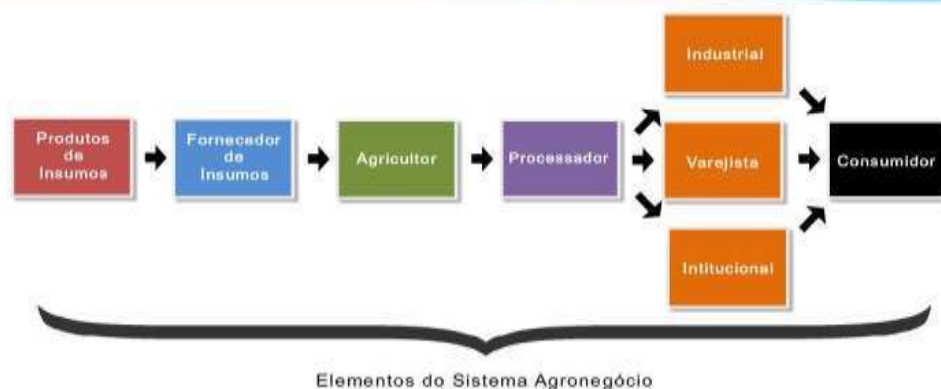 Produtos
de
Insumos
Fornecedor
de
Insumos
Agricultor
Processador
Industrial
Varejista
Intitucional
Consumidor
Elementos do Sistema Agronegócio